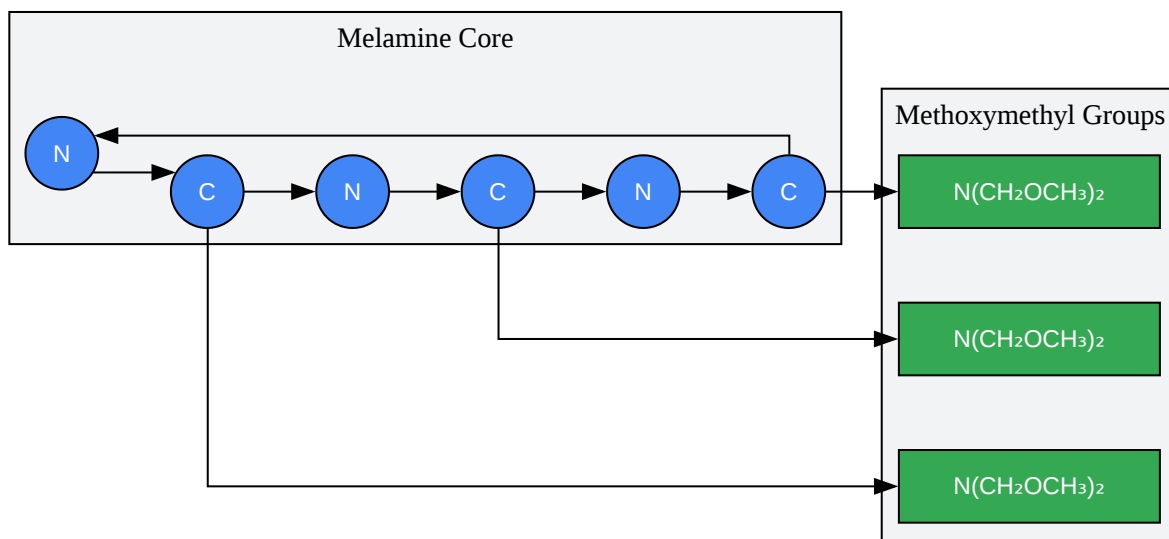 Melamine Core
Methoxymethyl Groups
N
C
N
C
N
C
N(CH₂OCH₃)₂
N(CH₂OCH₃)₂
N(CH₂OCH₃)₂